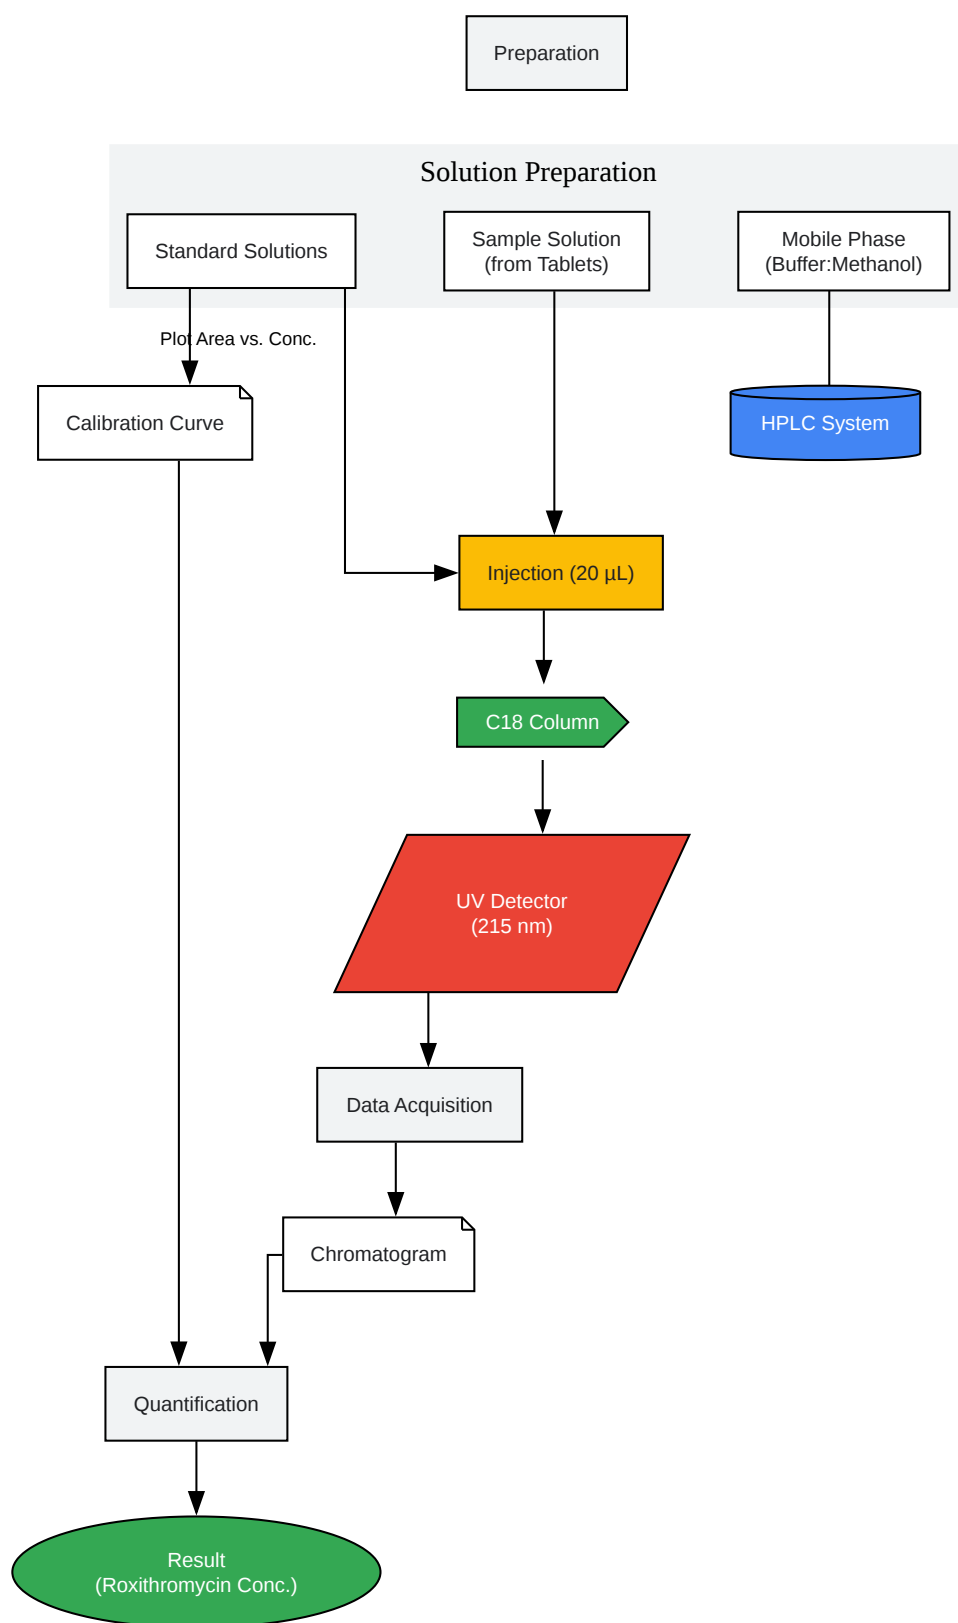 Preparation
Solution Preparation
Standard Solutions
Sample Solution
(from Tablets)
Mobile Phase
(Buffer:Methanol)
Plot Area vs. Conc.
Calibration Curve
HPLC System
Injection (20 µL)
C18 Column
UV Detector
(215 nm)
Data Acquisition
Chromatogram
Quantification
Result
(Roxithromycin Conc.)